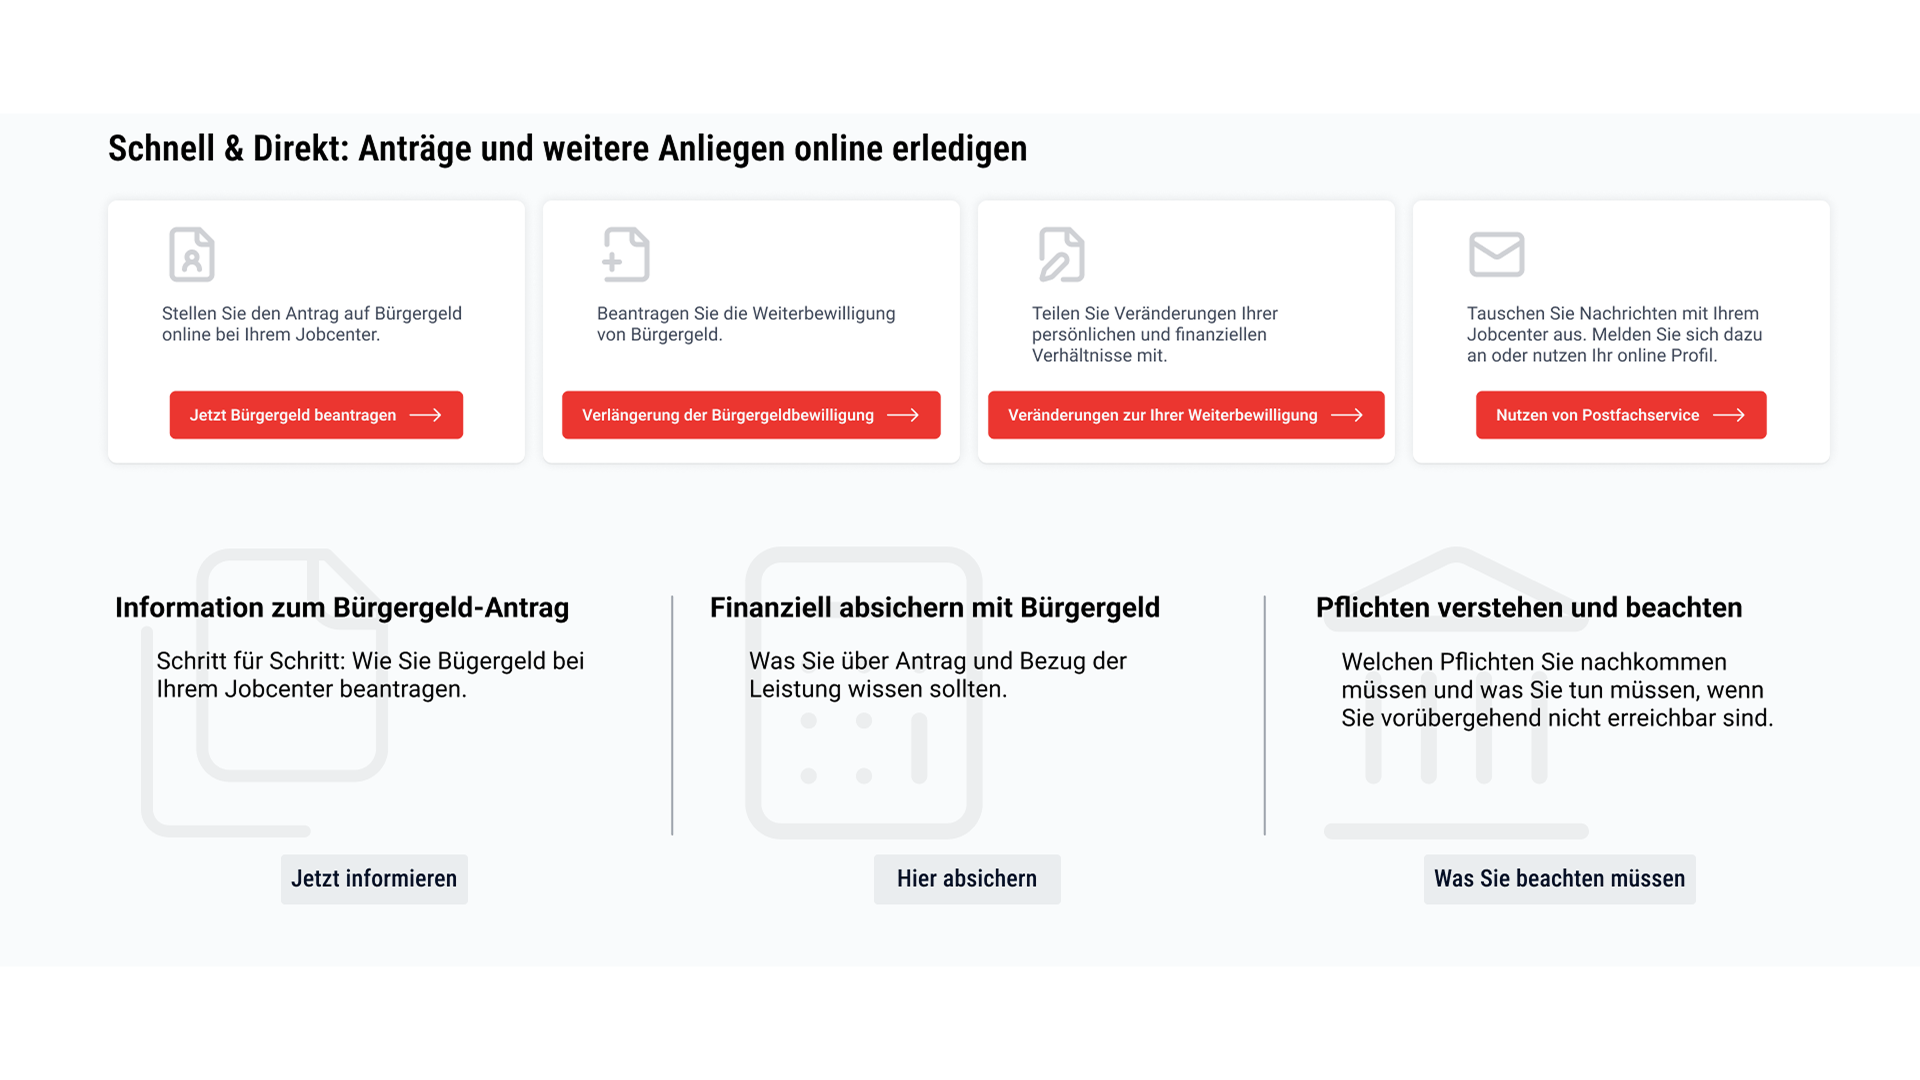 Schnell & Direkt: Anträge und weitere Anliegen online erledigen
Stellen Sie den Antrag auf Bürgergeld
online bei Ihrem Jobcenter.
Jetzt Bürgergeld beantragen
Beantragen Sie die Weiterbewilligung
von Bürgergeld.
Verlängerung der Bürgergeldbewilligung
Teilen Sie Veränderungen Ihrer
persönlichen und finanziellen
Verhältnisse mit.
Veränderungen zur Ihrer Weiterbewilligung
Tauschen Sie Nachrichten mit Ihrem
Jobcenter aus. Melden Sie sich dazu
an oder nutzen Ihr online Profil.
Nutzen von Postfachservice
Information zum Bürgergeld-Antrag
Schritt für Schritt: Wie Sie Bügergeld bei
Ihrem Jobcenter beantragen.
Jetzt informieren
Finanziell absichern mit Bürgergeld
Was Sie über Antrag und Bezug der
Leistung wissen sollten.
Hier absichern
Pflichten verstehen und beachten
Welchen Pflichten Sie nachkommen
müssen und was Sie tun müssen, wenn
Sie vorübergehend nicht erreichbar sind.
Was Sie beachten müssen